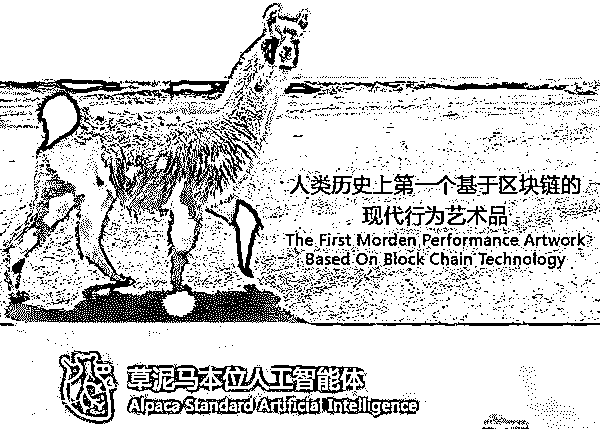 人类历史上第一个基于区块链的
现代行为艺术品
The First Morden Performance Artwork
Based On Block Chain Technology
草泥马本位人工智能体
Alpaca Standard Artificial Intelligence